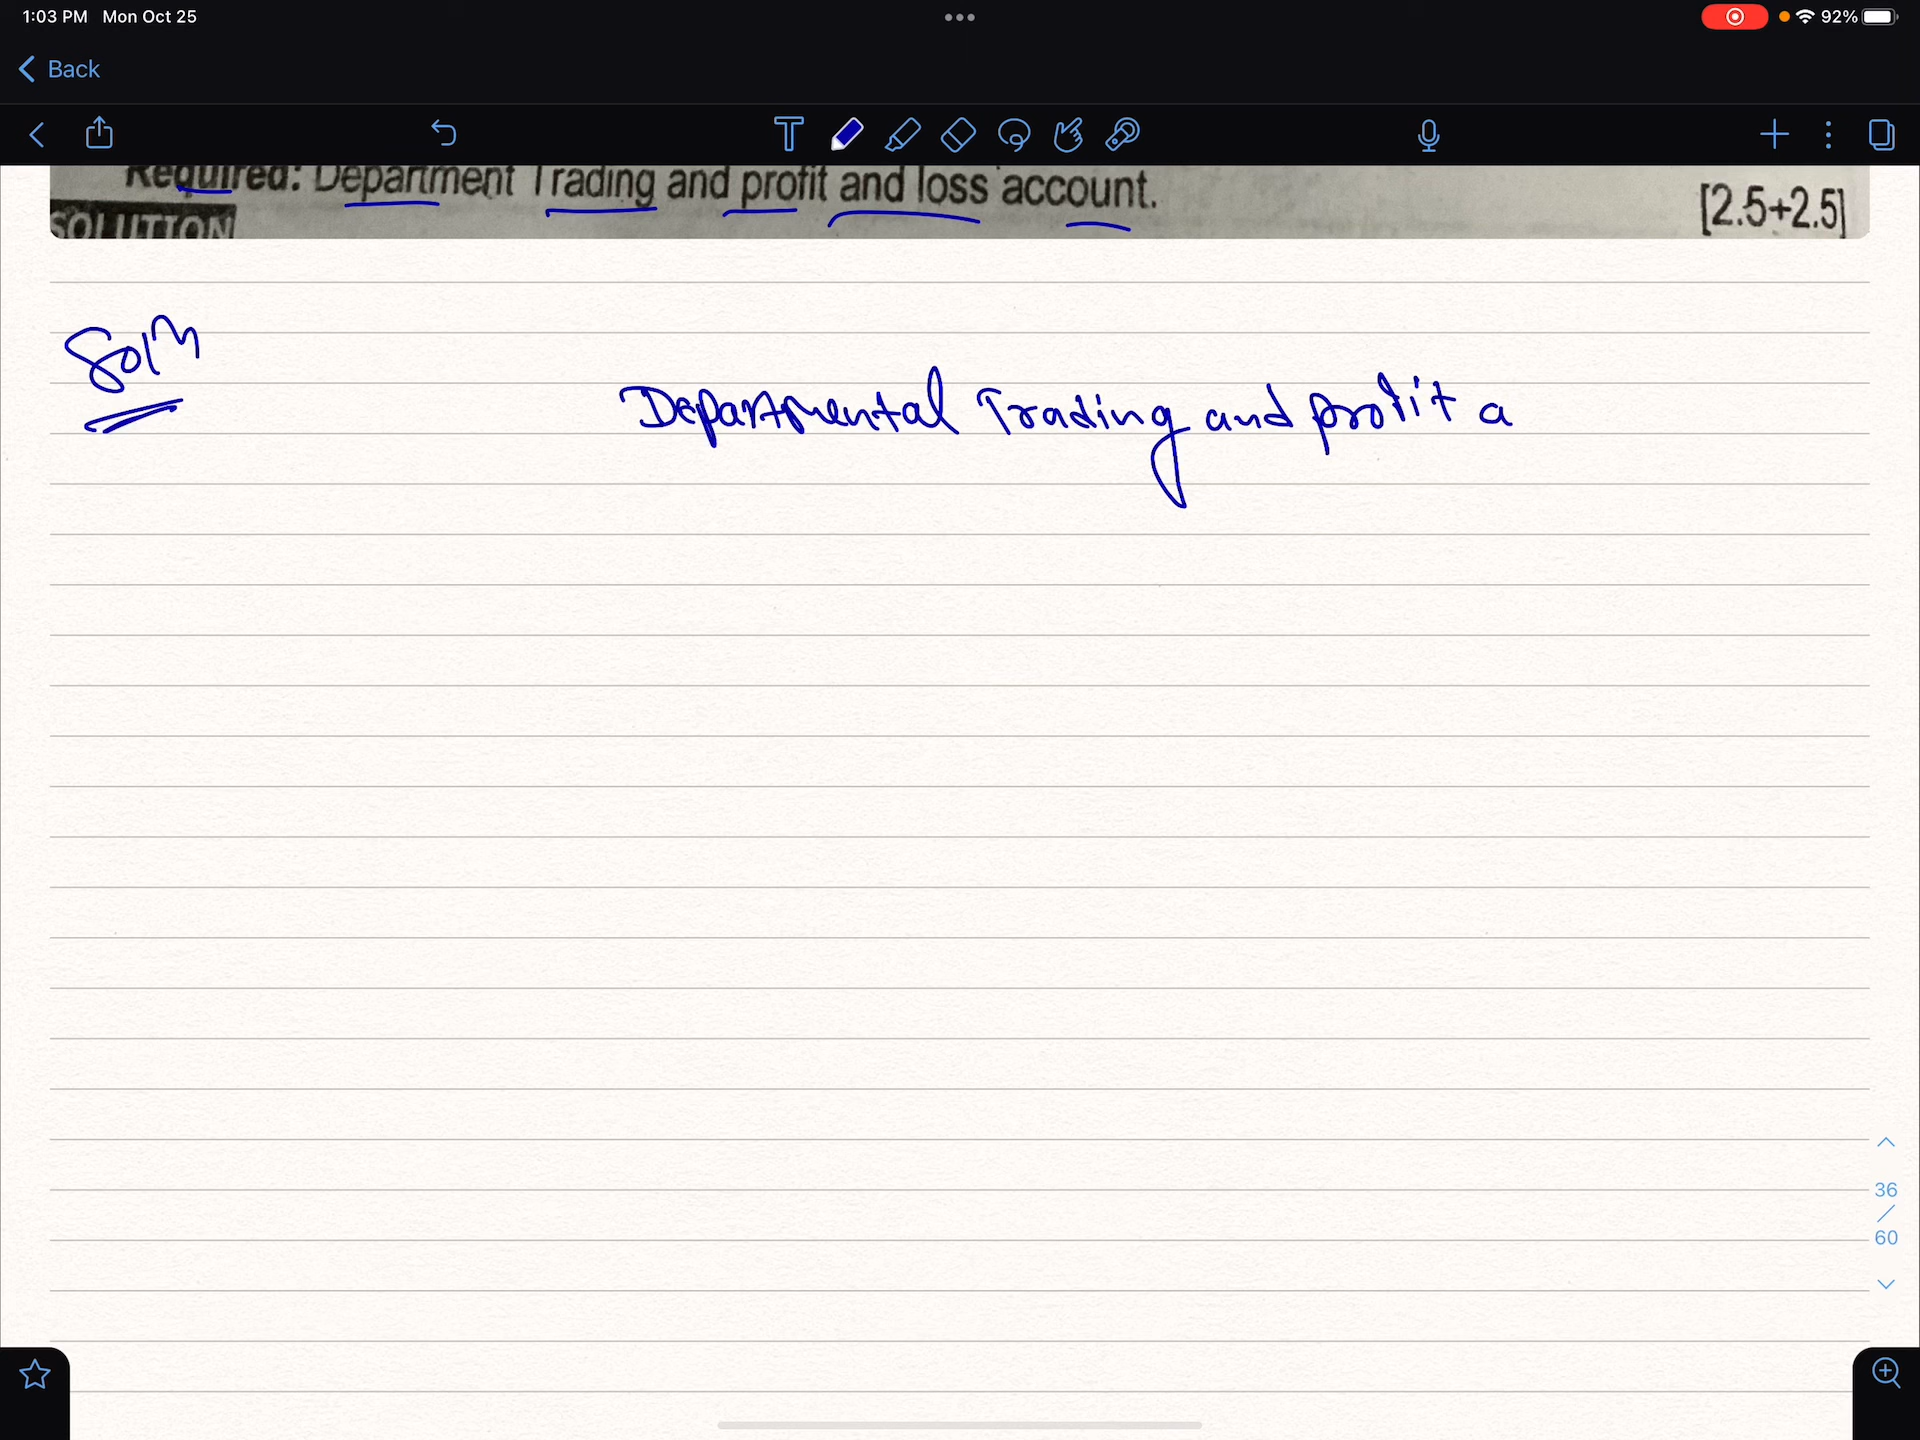 1:03 PM Mon Oct 25
92%
Back
Required: Department Trading and profit and loss account.
[2.5+2.5]
SOLUTION
Soln
Departmental Trading and profit a
36
60